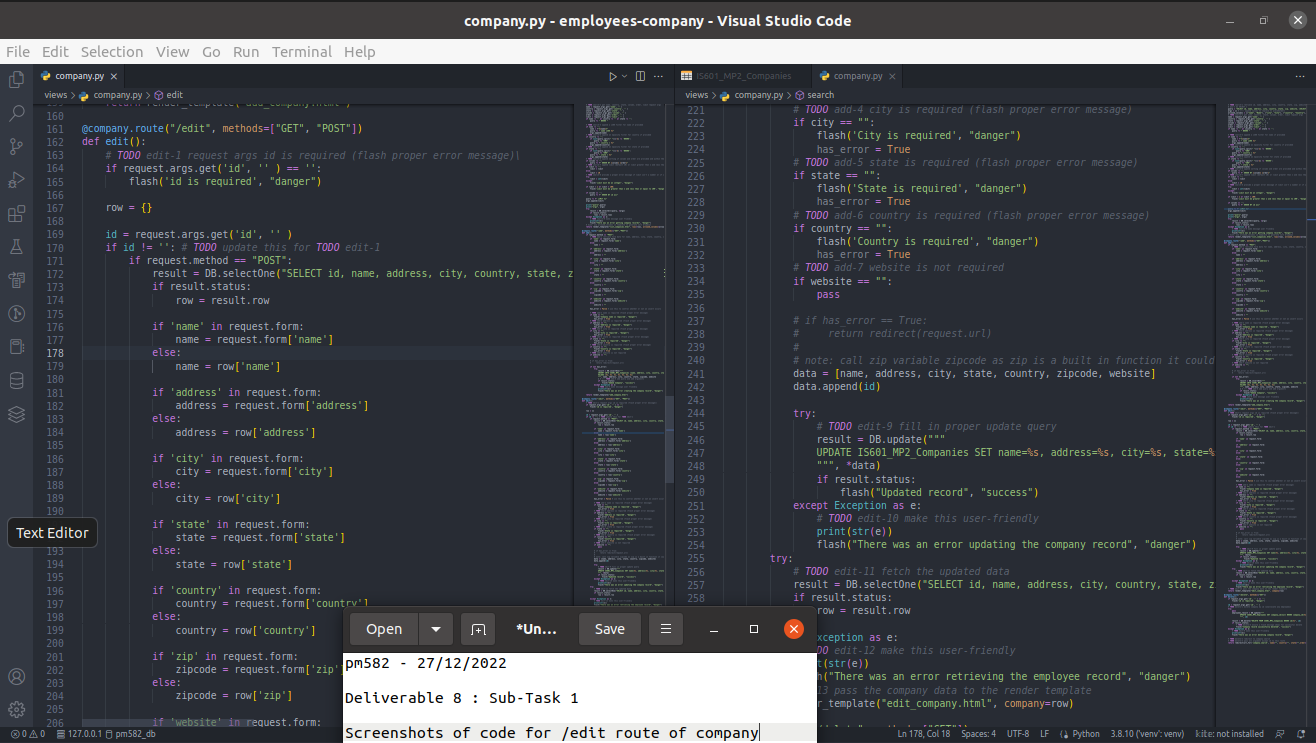 company.py - employees-company - Visual Studio Code
File Edit Selection View Go Run Terminal Help
company.py
views > company.py > edit
160
161 @company.route("/edit", methods=["GET", "POST"])
162 def edit():
163 # TODO edit-1 request args id is required (flash proper error message)\
164 if request.args.get('id', '' ) == '':
165 flash('id is required', "danger")
166
167 row = {}
168
169 id = request.args.get('id', '' )
170 if id != '': # TODO update this for TODO edit-1
171 if request.method == "POST":
172 result = DB.selectOne("SELECT id, name, address, city, country, state, z
173 if result.status:
174 row = result.row
175
176 if 'name' in request.form:
177 name = request.form['name']
178 else:
179 name = row['name']
180
181 if 'address' in request.form:
182 address = request.form['address']
183 else:
184 address = row['address']
185
186 if 'city' in request.form:
187 city = request.form['city']
188 else:
189 city = row['city']
190
191 if 'state' in request.form:
state = request.form['state']
193 else:
194 state = row['state']
195
196 if 'country' in request.form:
197 country = request.form['country']
198 else:
199 country = row['country']
200
201 if 'zip' in request.form:
202 zipcode = request.form['zip']
203 else:
204 zipcode = row['zip']
205
206 if 'website' in request.form:
Text Editor
IS601_MP2_Companies
company.py
views > company.py > search
221 # TODO add-4 city is required (flash proper error message)
222 if city == "":
223 flash('City is required', "danger")
224 has_error = True
225 # TODO add-5 state is required (flash proper error message)
226 if state == "":
227 flash('State is required', "danger")
228 has_error = True
229 # TODO add-6 country is required (flash proper error message)
230 if country == "":
231 flash('Country is required', "danger")
232 has_error = True
233 # TODO add-7 website is not required
234 if website == "":
235 pass
236
237 # if has_error == True:
238 # return redirect(request.url)
239 #
240 # note: call zip variable zipcode as zip is a built in function it could
241 data = [name, address, city, state, country, zipcode, website]
242 data.append(id)
243
244 try:
245 # TODO edit-9 fill in proper update query
246 result = DB.update("""
247 UPDATE IS601_MP2_Companies SET name=%s, address=%s, city=%s, state=%
248 """, *data)
249 if result.status:
250 flash("Updated record", "success")
251 except Exception as e:
252 # TODO edit-10 make this user-friendly
253 print(str(e))
254 flash("There was an error updating the company record", "danger")
255 try:
256 # TODO edit-11 fetch the updated data
257 result = DB.selectOne("SELECT id, name, address, city, country, state, z
258 if result.status:
row = result.row
xception as e:
DO edit-12 make this user-friendly
t(str(e))
h("There was an error retrieving the employee record", "danger")
13 pass the company data to the render template
r_template("edit_company.html", company=row)
Open
*Un...
Save
pm582 - 27/12/2022
Deliverable 8 : Sub-Task 1
Screenshots of code for /edit route of company
0 0 127.0.0.1 pm582_db
Ln 178, Col 18 Spaces: 4 UTF-8 LF Python 3.8.10 ('venv': venv) kite: not installed